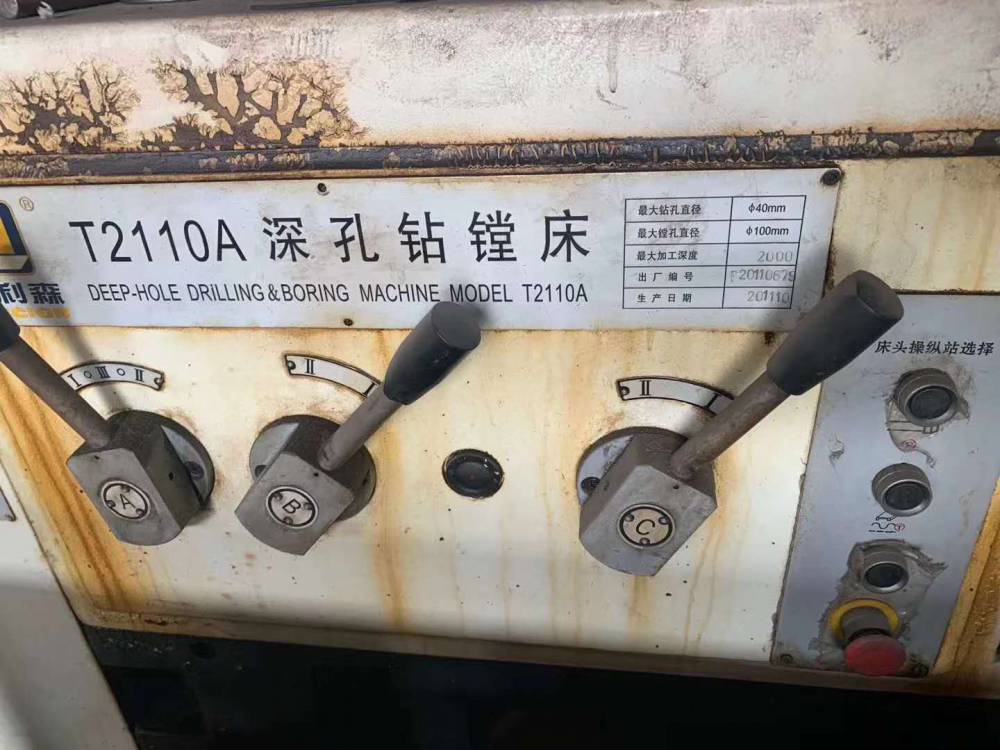 ®
T2110A 深孔钻镗床
DEEP-HOLE DRILLING&BORING MACHINE MODEL T2110A
利森
最大钻孔直径 ϕ40mm
最大镗孔直径 ϕ100mm
最大加工深度 2000
出厂编号
生产日期 201110
I III II
II I
II I
A
B
C
床头操纵站选择